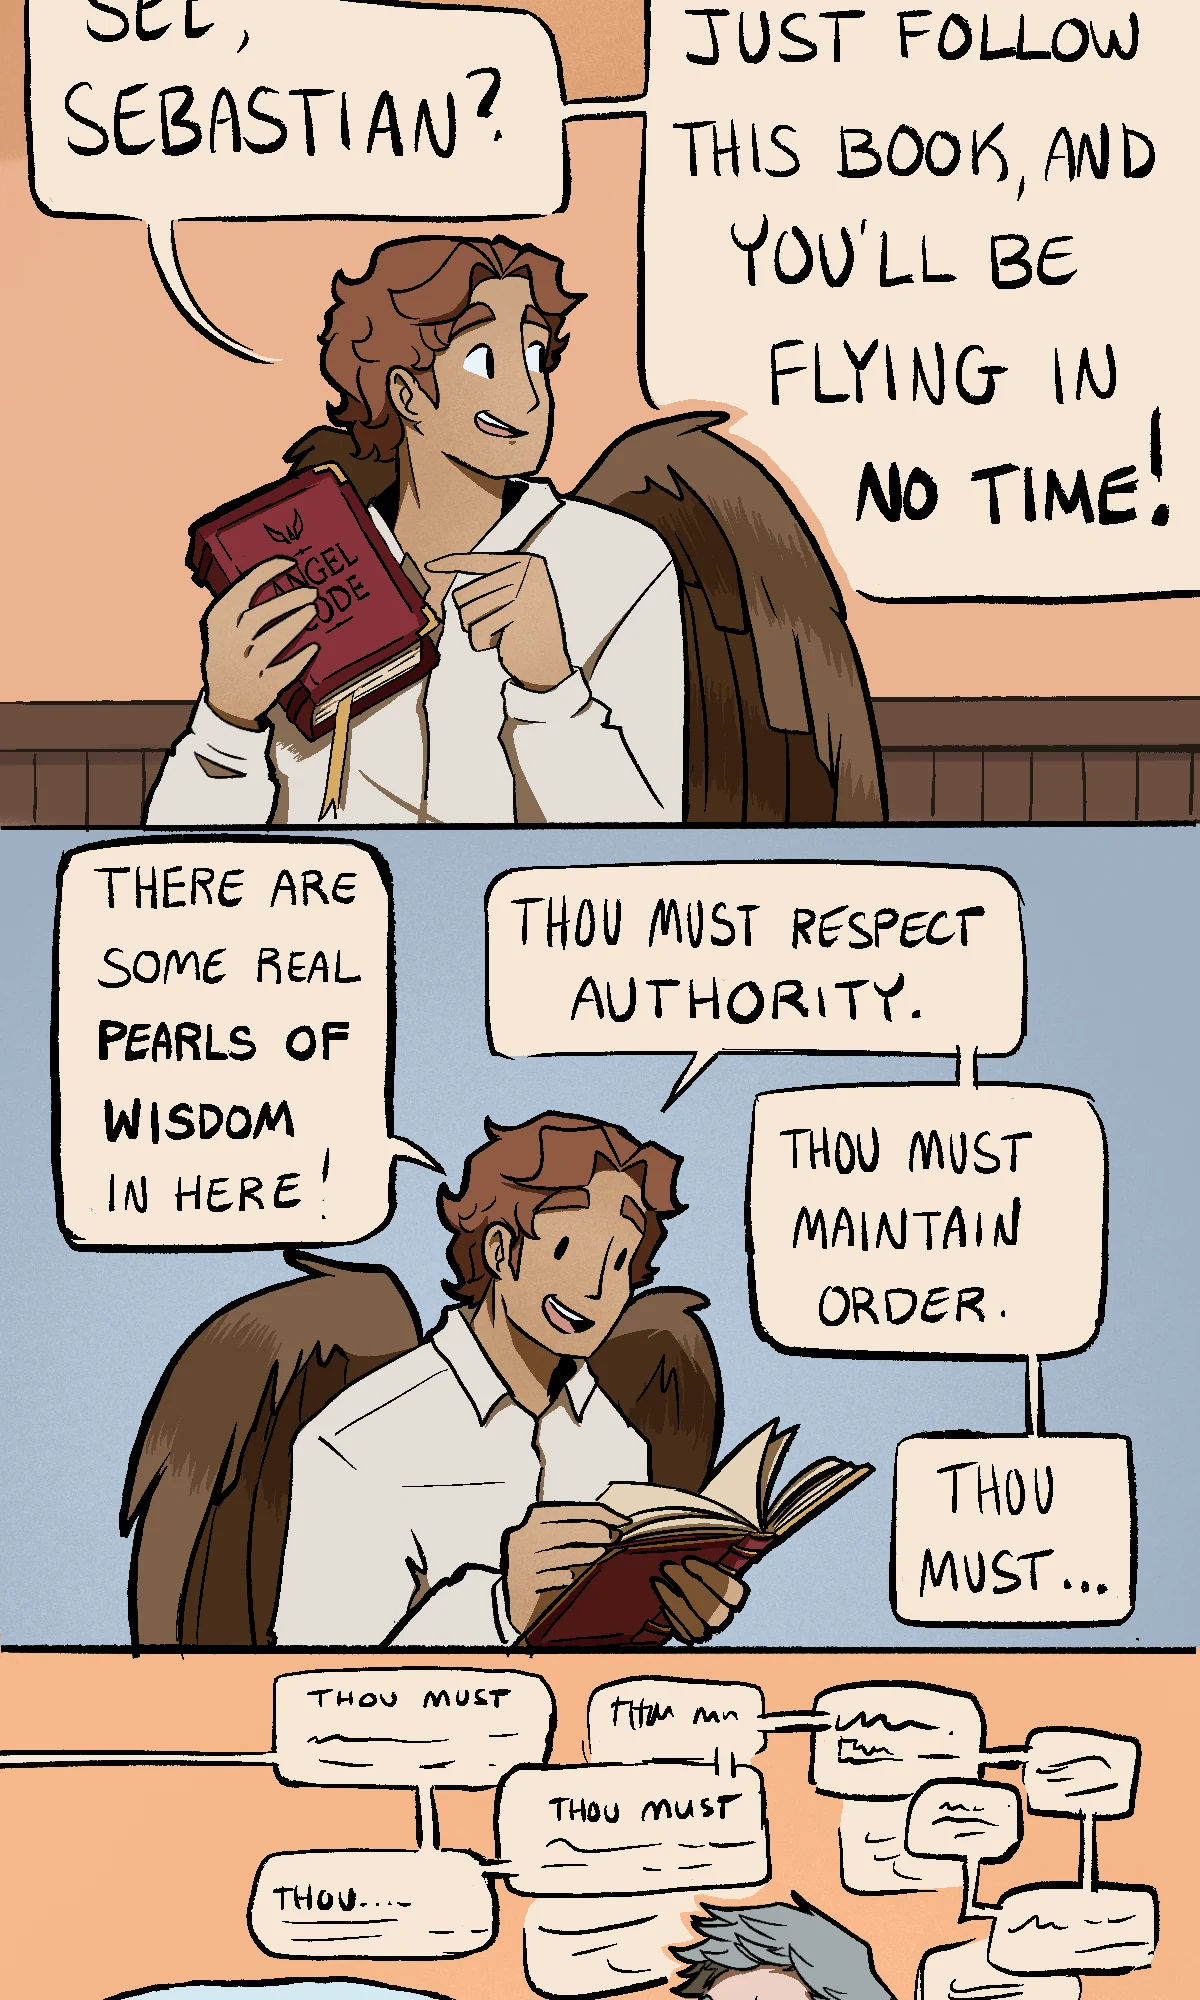 SEE,
SEBASTIAN?
JUST FOLLOW
THIS BOOK, AND
YOU'LL BE
FLYING IN
NO TIME!
ANGEL
CODE
THERE ARE
SOME REAL
PEARLS OF
WISDOM
IN HERE!
THOU MUST RESPECT
AUTHORITY.
THOU MUST
MAINTAIN
ORDER.
THOU
MUST...
THOU MUST
THOU....
THOU MUST
THOU